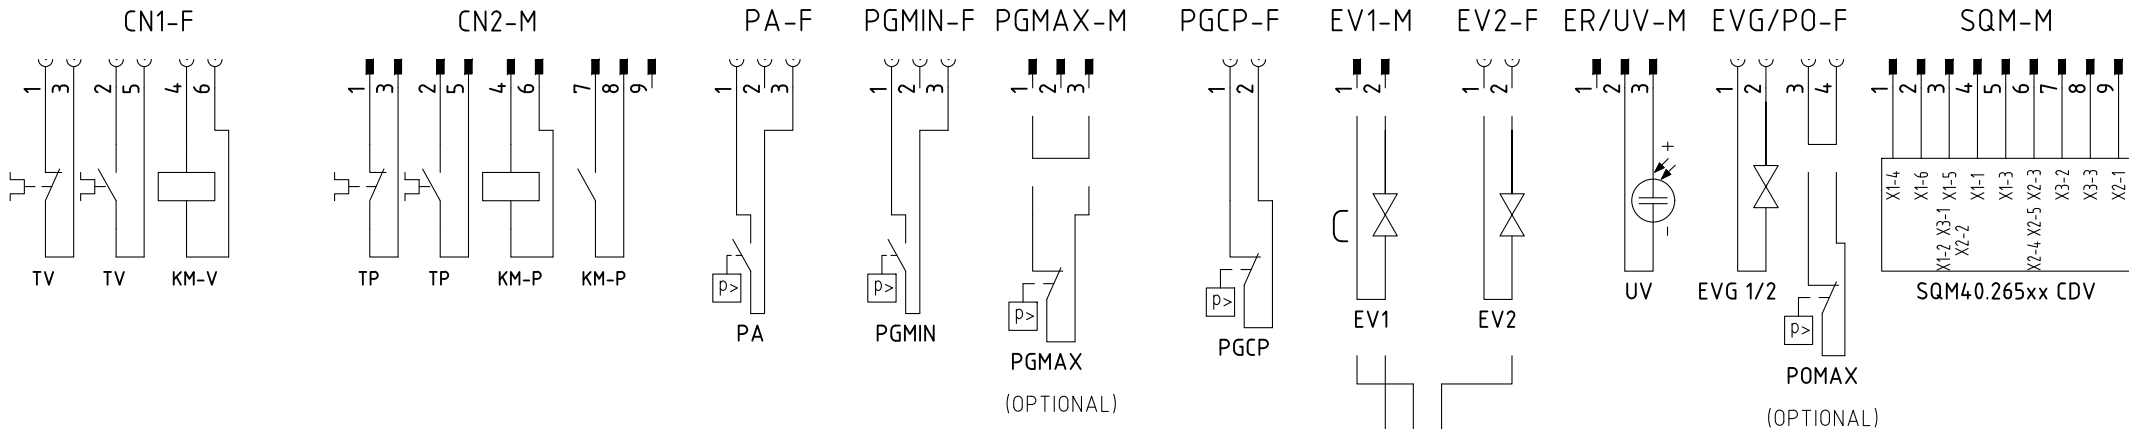 CN1-F CN2-M PA-F PGMIN-F PGMAX-M PGCP-F EV1-M EV2-F ER/UV-M EVG/PO-F SQM-M
1 3 2 5 4 6 1 3 2 5 4 6 7 8 9 1 2 3 1 2 3 1 2 3 1 2 1 2 1 2 1 2 3 1 2 3 4 1 2 3 4 5 6 7 8 9
+
X1-4 X1-6 X1-5 X1-1 X1-3 X2-3 X3-2 X3-3 X2-1
X1-2 X3-1 X2-2 X2-4 X2-5
-
TV TV KM-V TP TP KM-P KM-P
p> p> p> p> p>
UV EVG 1/2 SQM40.265xx CDV
PA PGMIN PGMAX PGCP EV1 EV2
POMAX
(OPTIONAL) (OPTIONAL)